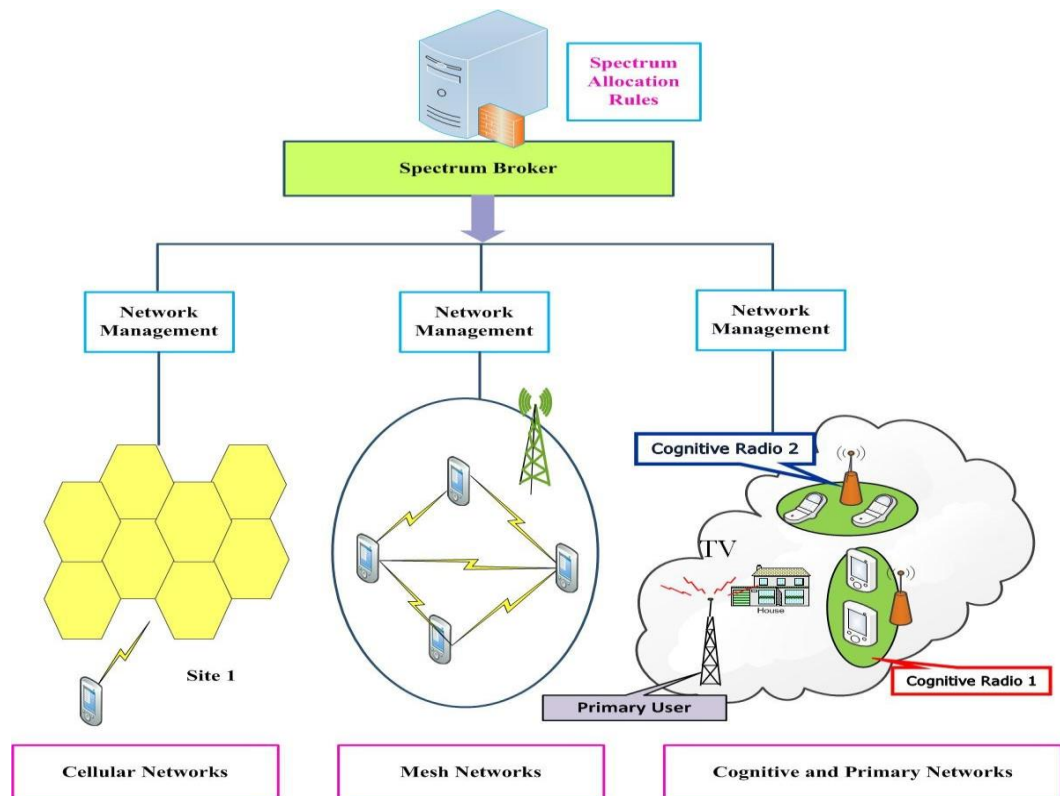 Spectrum
Allocation
Rules
Spectrum Broker
Network
Management
Network
Management
Network
Management
Cognitive Radio 2
TV
House
Cognitive Radio 1
Site 1
Primary User
Cellular Networks
Mesh Networks
Cognitive and Primary Networks